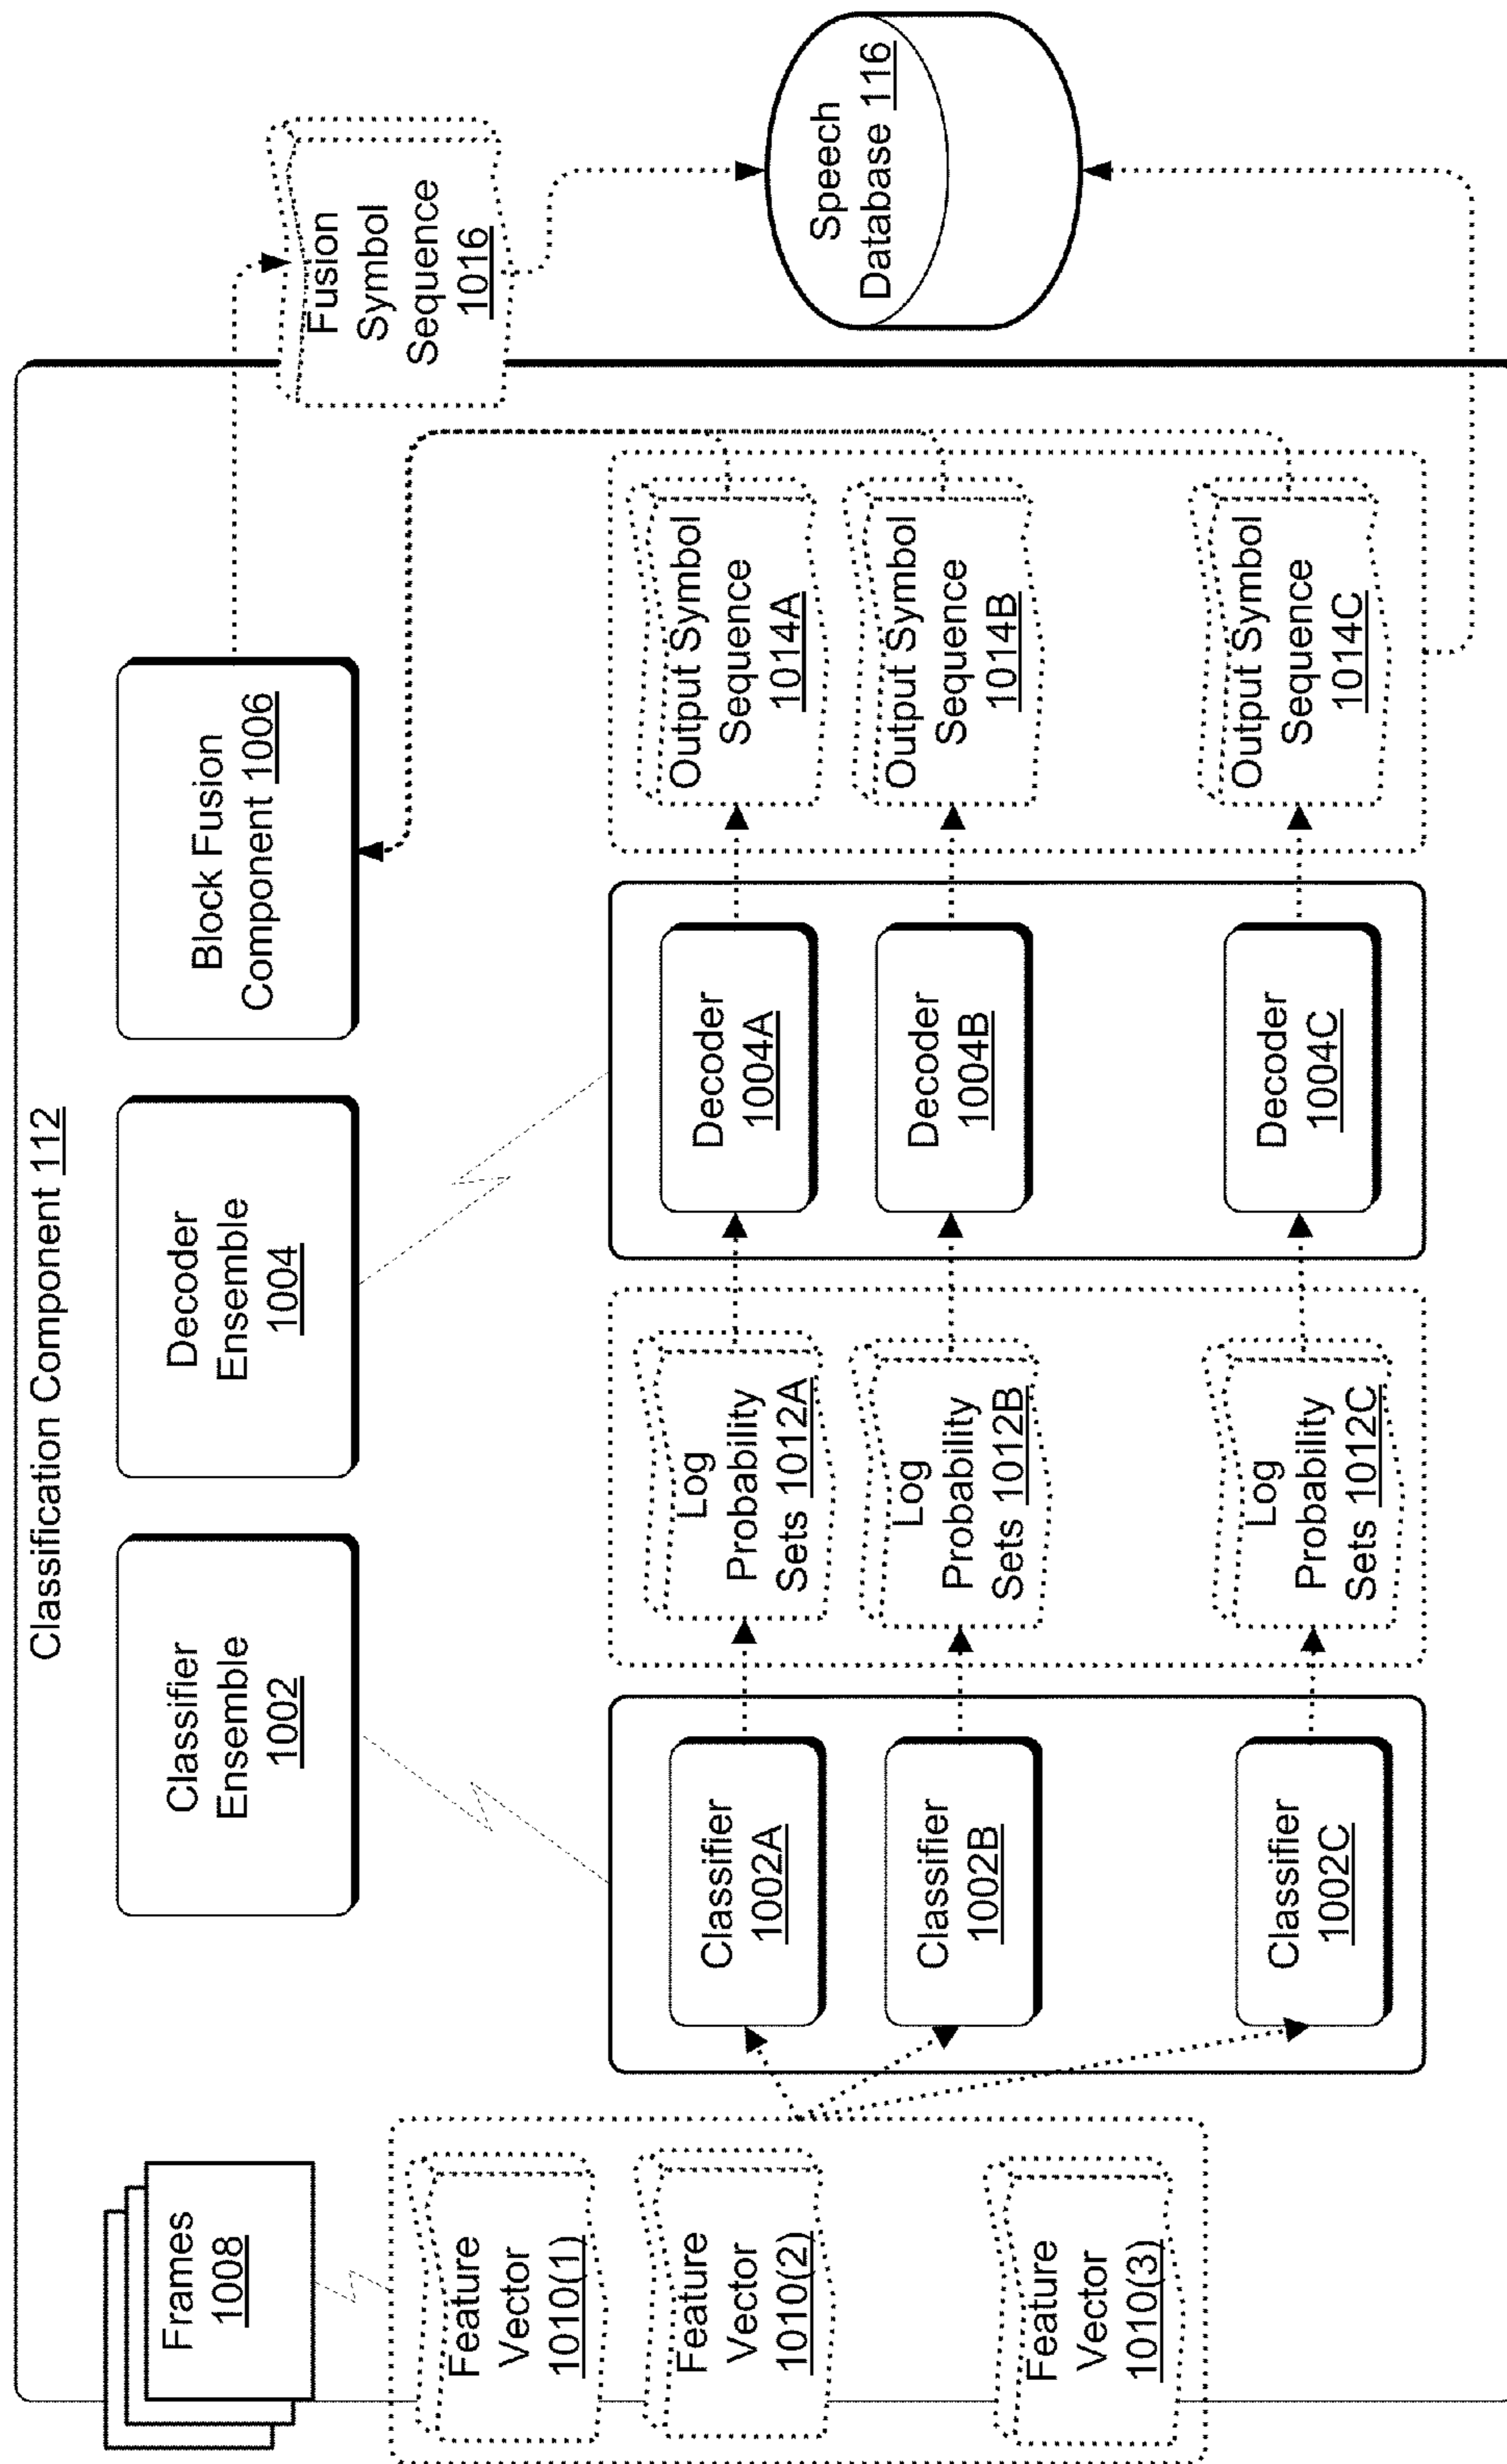 Classification Component 112
Frames
1008
Classifier
Ensemble
1002
Decoder
Ensemble
1004
Block Fusion
Component 1006
Fusion
Symbol
Sequence
1016
Feature
Vector
1010(1)
Feature
Vector
1010(2)
Feature
Vector
1010(3)
Classifier
1002A
Classifier
1002B
Classifier
1002C
Log
Probability
Sets 1012A
Log
Probability
Sets 1012B
Log
Probability
Sets 1012C
Decoder
1004A
Decoder
1004B
Decoder
1004C
Output Symbol
Sequence
1014A
Output Symbol
Sequence
1014B
Output Symbol
Sequence
1014C
Speech
Database 116